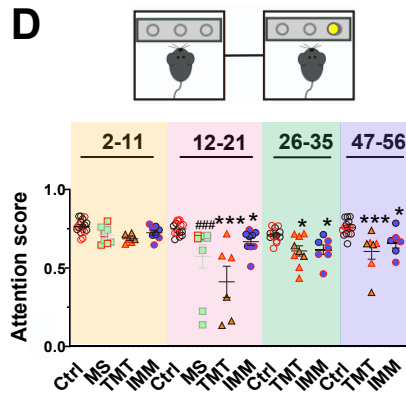 D
2-11 12-21 26-35 47-56
Attention score
1.0
0.5
0.0
### *** * * * *** *
Ctrl MS TMT IMM Ctrl MS TMT IMM Ctrl TMT IMM Ctrl TMT IMM